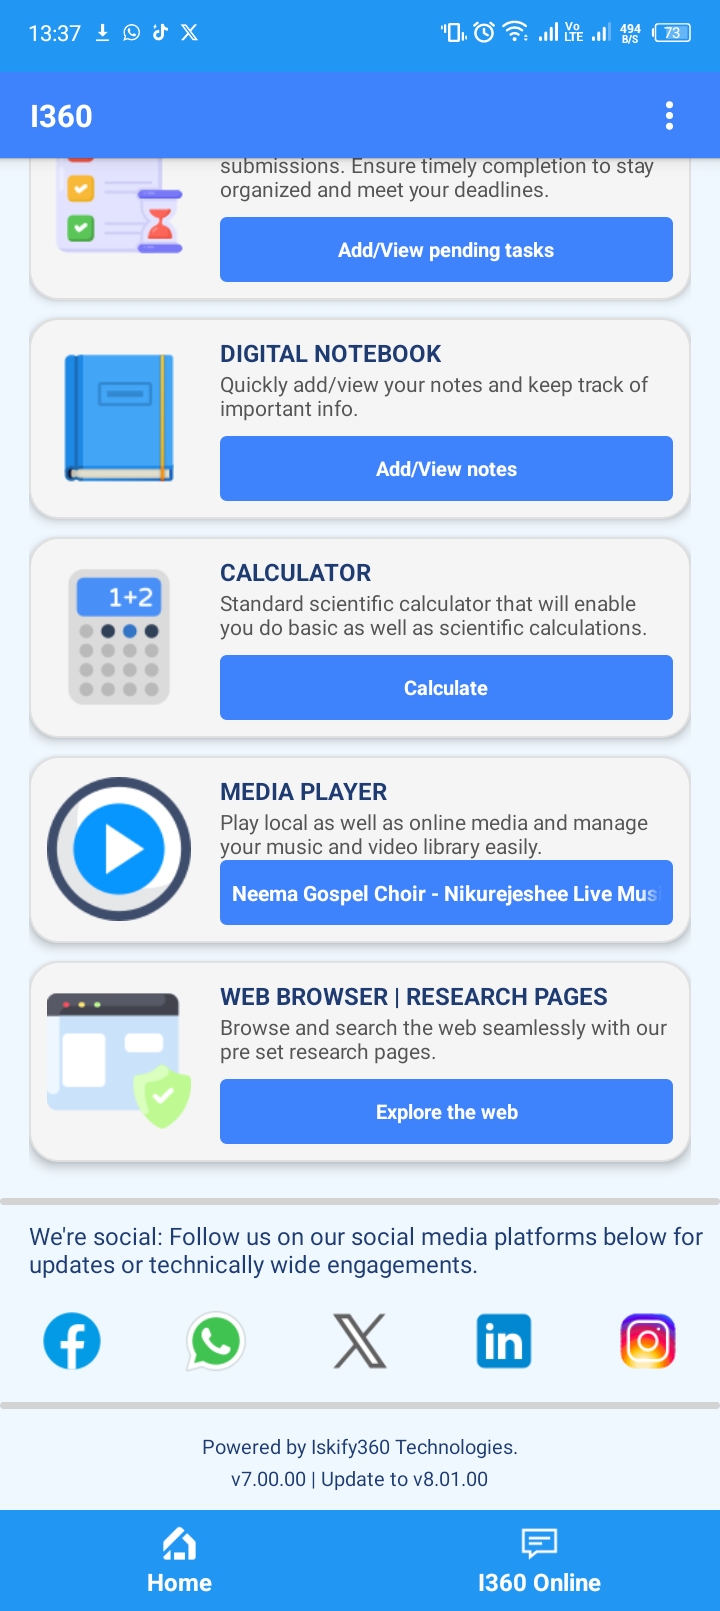 13:37
Vo
LTE
494
B/S
73
I360
submissions. Ensure timely completion to stay
organized and meet your deadlines.
Add/View pending tasks
DIGITAL NOTEBOOK
Quickly add/view your notes and keep track of
important info.
Add/View notes
1+2
CALCULATOR
Standard scientific calculator that will enable
you do basic as well as scientific calculations.
Calculate
MEDIA PLAYER
Play local as well as online media and manage
your music and video library easily.
Neema Gospel Choir - Nikurejeshee Live Mus
WEB BROWSER | RESEARCH PAGES
Browse and search the web seamlessly with our
pre set research pages.
Explore the web
We're social: Follow us on our social media platforms below for
updates or technically wide engagements.
in
Powered by Iskify360 Technologies.
v7.00.00 | Update to v8.01.00
Home
I360 Online